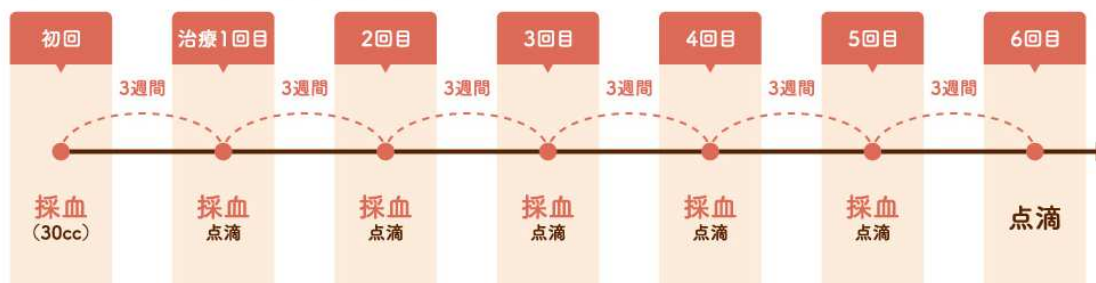 初回
治療1回目
2回目
3回目
4回目
5回目
6回目
3週間
3週間
3週間
3週間
3週間
3週間
採血
(30cc)
採血
点滴
採血
点滴
採血
点滴
採血
点滴
採血
点滴
点滴